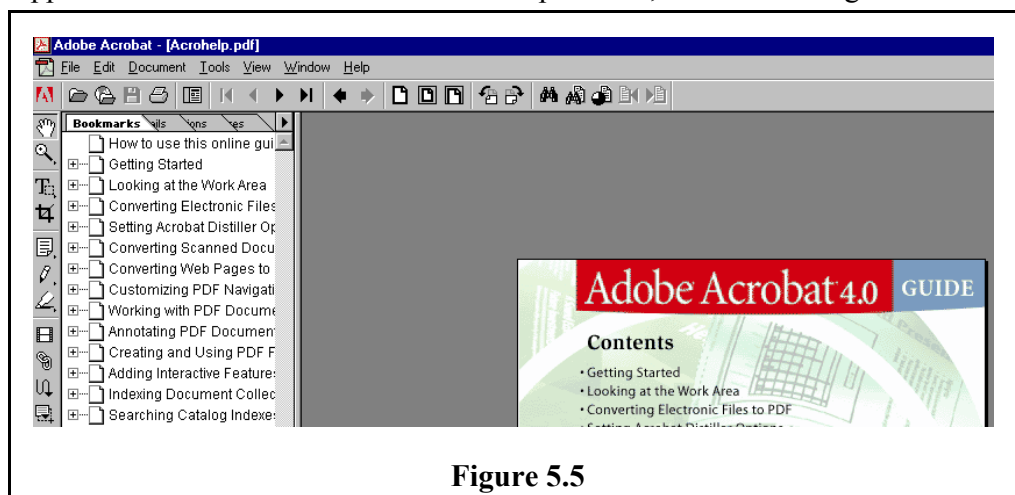 Adobe Acrobat - [Acrohelp.pdf]
File Edit Document Tools View Window Help
Bookmarks ails ions res
How to use this online gui
Getting Started
Looking at the Work Area
Converting Electronic Files
Setting Acrobat Distiller Op
Converting Scanned Docu
Converting Web Pages to
Customizing PDF Navigati
Working with PDF Docume
Annotating PDF Documen
Creating and Using PDF F
Adding Interactive Feature
Indexing Document Collec
Searching Catalog Indexe
Adobe Acrobat 4.0 GUIDE
Contents
• Getting Started
• Looking at the Work Area
• Converting Electronic Files to PDF
Figure 5.5